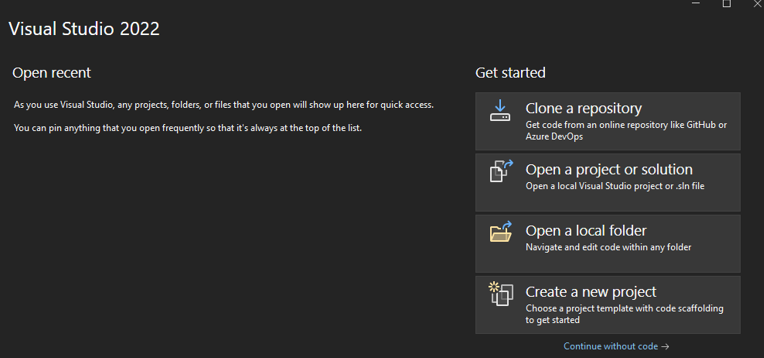 Visual Studio 2022
Open recent
As you use Visual Studio, any projects, folders, or files that you open will show up here for quick access.
You can pin anything that you open frequently so that it's always at the top of the list.
Get started
Clone a repository
Get code from an online repository like GitHub or
Azure DevOps
Open a project or solution
Open a local Visual Studio project or .sln file
Open a local folder
Navigate and edit code within any folder
Create a new project
Choose a project template with code scaffolding
to get started
Continue without code →